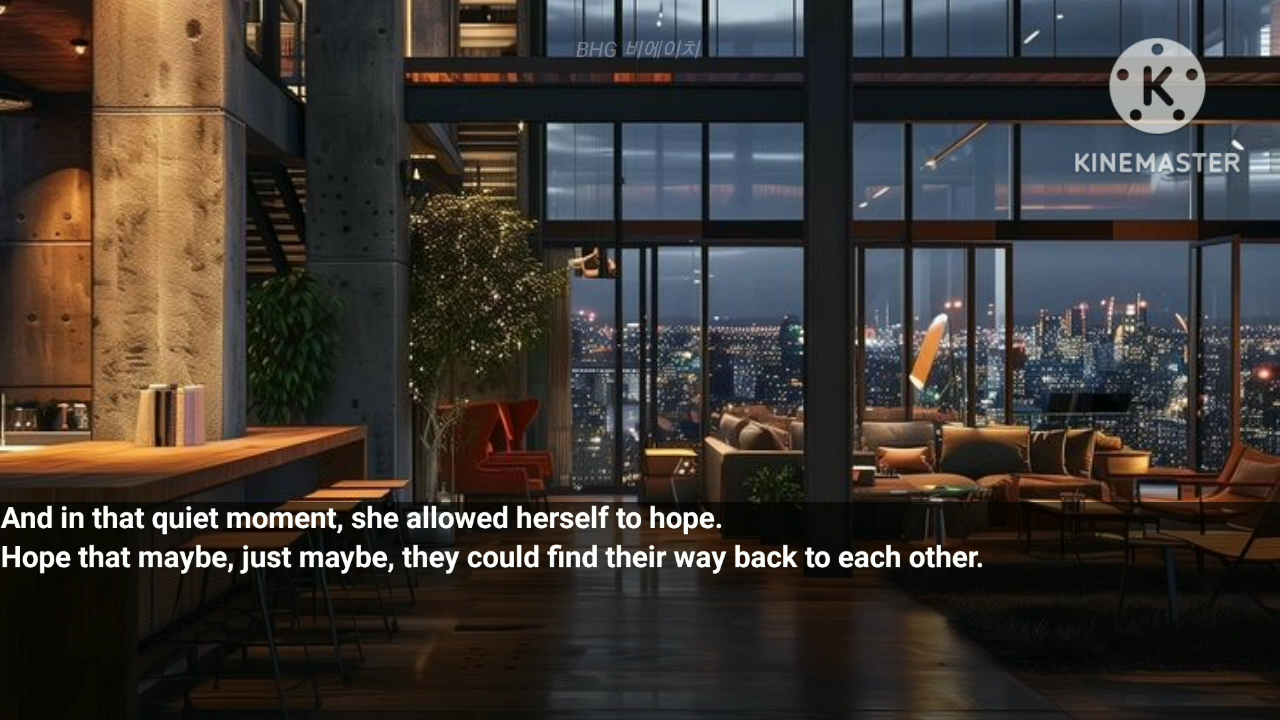 BHG 비에이치
KINEMASTER
And in that quiet moment, she allowed herself to hope.
Hope that maybe, just maybe, they could find their way back to each other.